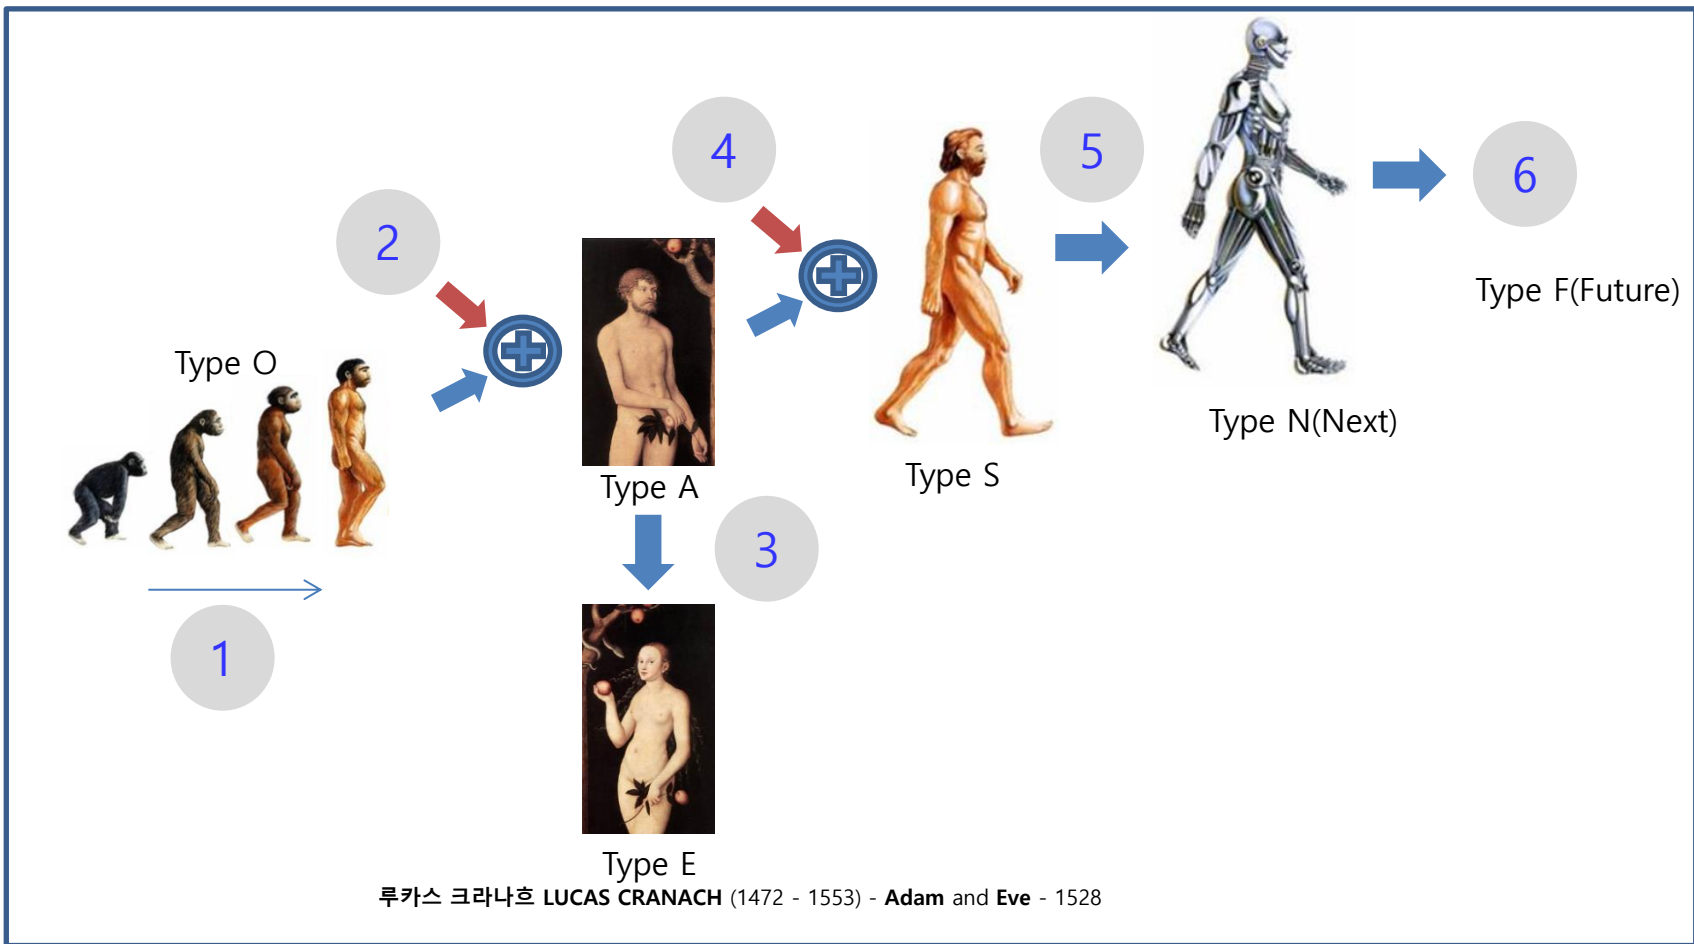 4
5
6
2
Type F(Future)
Type O
Type N(Next)
Type S
Type A
3
1
Type E
루카스 크라나흐 LUCAS CRANACH (1472 - 1553) - Adam and Eve - 1528